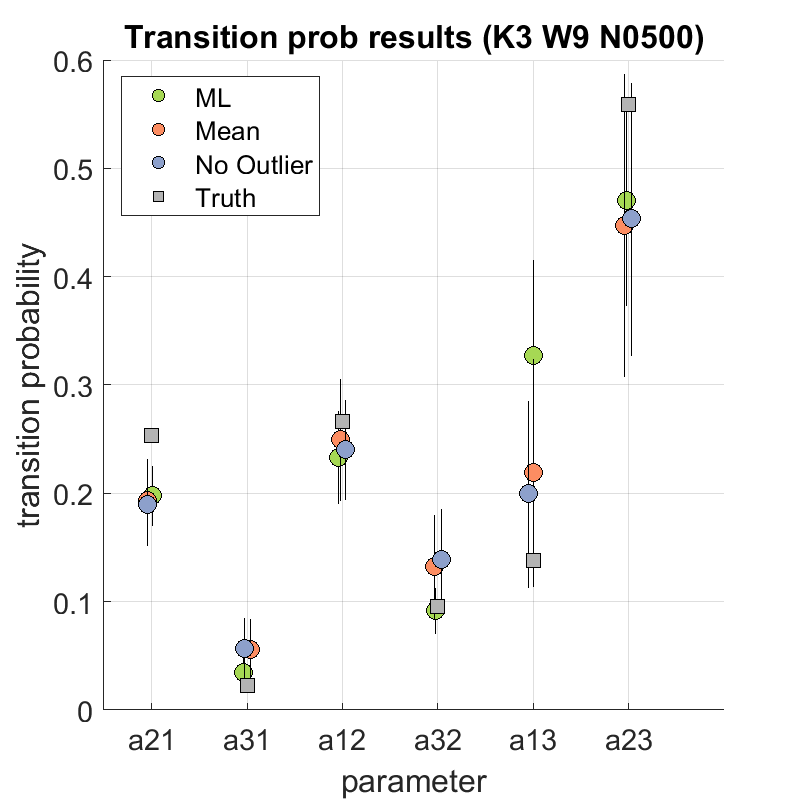 Transition prob results (K3 W9 N0500)
0.6
0.5
0.4
0.3
0.2
0.1
0
transition probability
ML
Mean
No Outlier
Truth
a21 a31 a12 a32 a13 a23
parameter